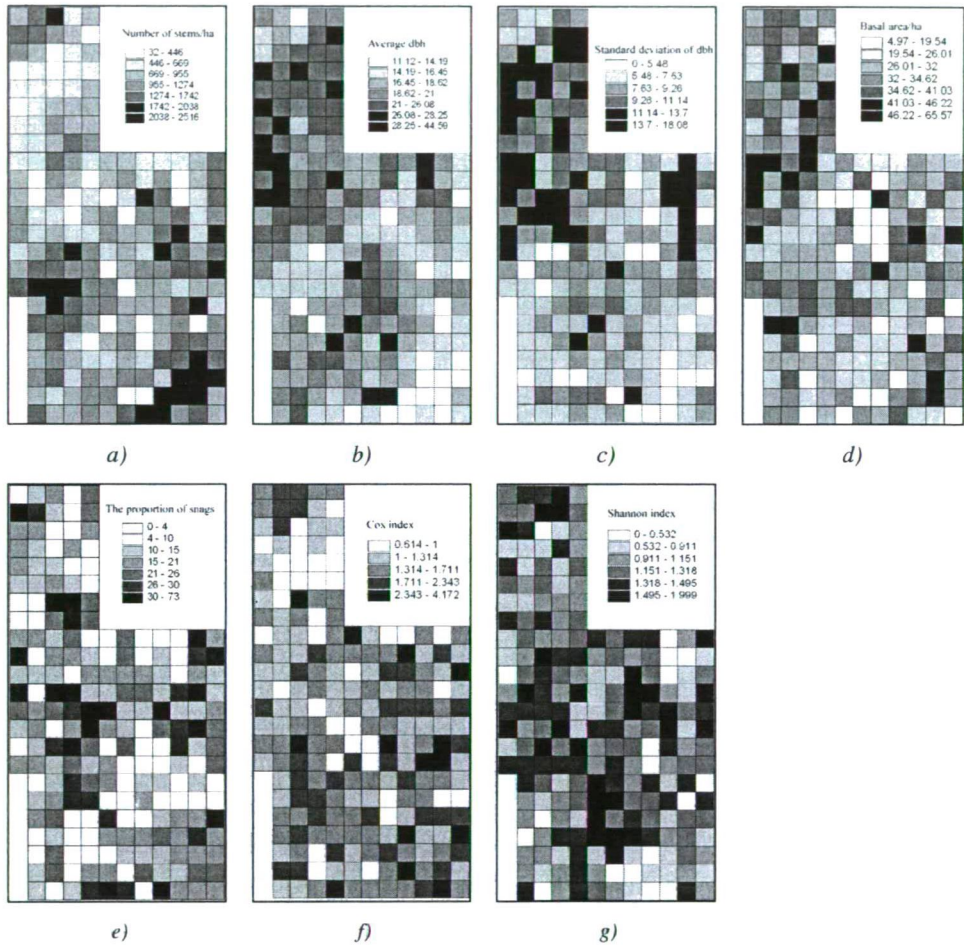 Number of stems/ha
32 - 446
446 - 669
669 - 955
955 - 1274
1274 - 1742
1742 - 2038
2038 - 2516
a)
Average dbh
11.12 - 14.19
14.19 - 16.45
16.45 - 18.62
18.62 - 21
21 - 26.08
26.08 - 28.25
28.25 - 44.56
b)
Standard deviation of dbh
0 - 5.48
5.48 - 7.63
7.63 - 9.26
9.26 - 11.14
11.14 - 13.7
13.7 - 18.08
c)
Basal area/ha
4.97 - 19.54
19.54 - 26.01
26.01 - 32
32 - 34.62
34.62 - 41.03
41.03 - 46.22
46.22 - 65.57
d)
The proportion of snags
0 - 4
4 - 10
10 - 15
15 - 21
21 - 26
26 - 30
30 - 73
e)
Cox index
0.614 - 1
1 - 1.314
1.314 - 1.711
1.711 - 2.343
2.343 - 4.172
f)
Shannon index
0 - 0.532
0.532 - 0.911
0.911 - 1.151
1.151 - 1.318
1.318 - 1.495
1.495 - 1.999
g)